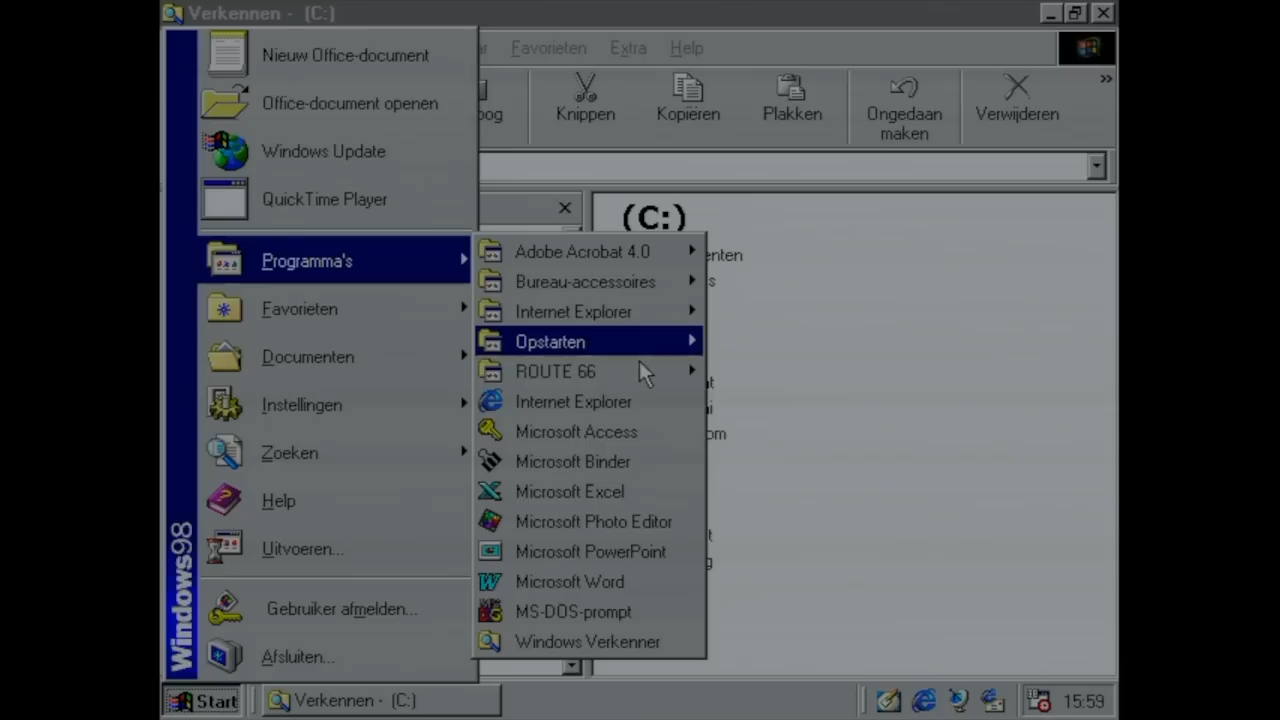 Verkennen - (C:)
Favorieten Extra Help
Knippen Kopiëren Plakken Ongedaan maken Verwijderen
Nieuw Office-document
Office-document openen
Windows Update
QuickTime Player
Programma's
Favorieten
Documenten
Instellingen
Zoeken
Help
Uitvoeren...
Gebruiker afmelden...
Afsluiten...
Windows98
(C:)
Adobe Acrobat 4.0
Bureau-accessoires
Internet Explorer
Opstarten
ROUTE 66
Internet Explorer
Microsoft Access
Microsoft Binder
Microsoft Excel
Microsoft Photo Editor
Microsoft PowerPoint
Microsoft Word
MS-DOS-prompt
Windows Verkenner
Start Verkennen - (C:) 15:59